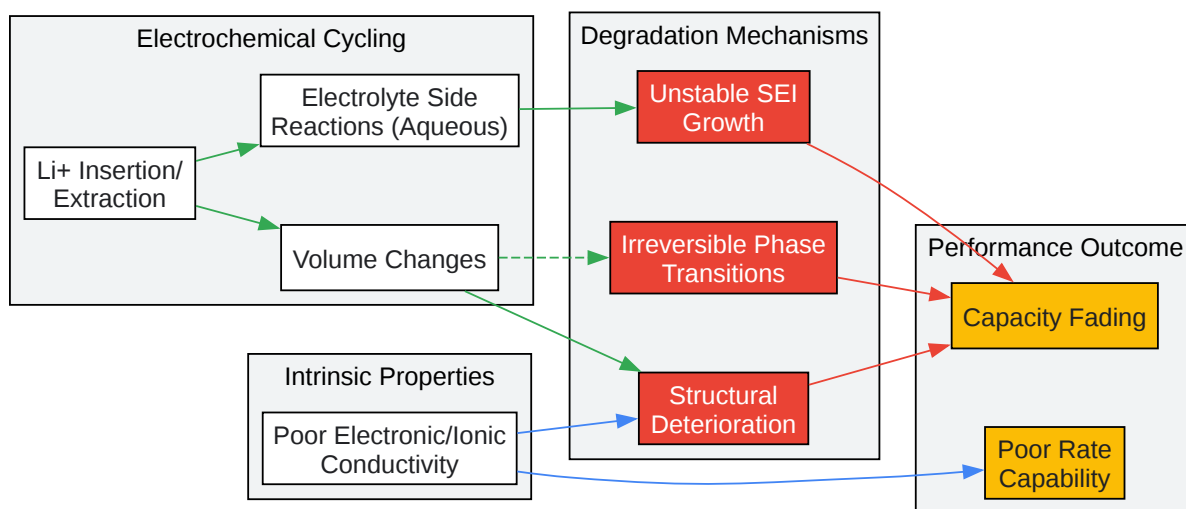 Electrochemical Cycling
Li+ Insertion/
Extraction
Electrolyte Side
Reactions (Aqueous)
Volume Changes
Intrinsic Properties
Poor Electronic/Ionic
Conductivity
Degradation Mechanisms
Unstable SEI
Growth
Irreversible Phase
Transitions
Structural
Deterioration
Performance Outcome
Capacity Fading
Poor Rate
Capability